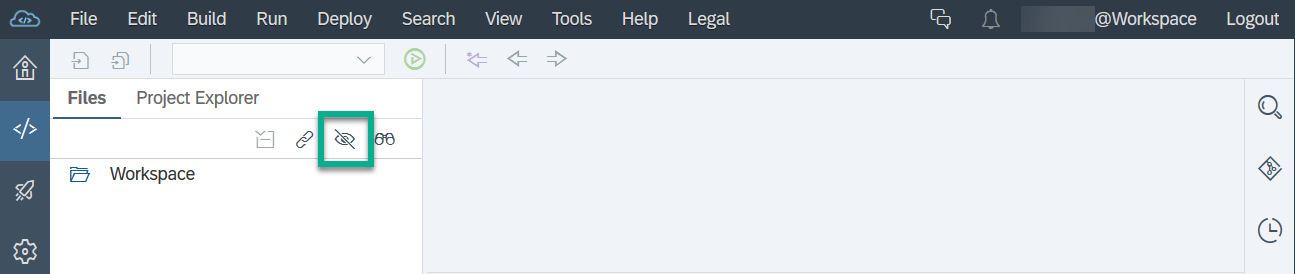 File Edit Build Run Deploy Search View Tools Help Legal @Workspace Logout
Files Project Explorer
Workspace